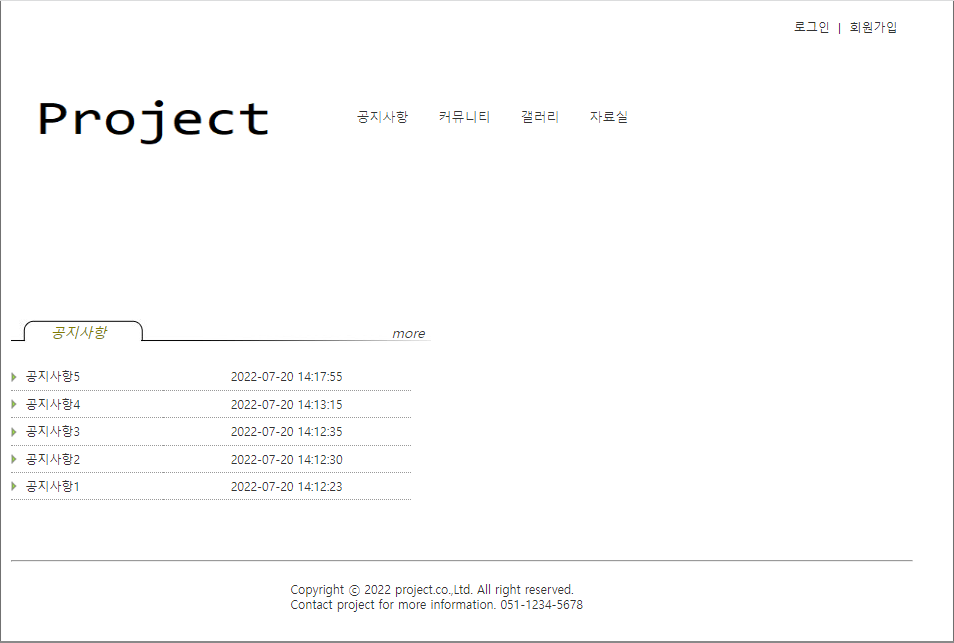 로그인 | 회원가입
Project
공지사항 커뮤니티 갤러리 자료실
공지사항 more
공지사항5 2022-07-20 14:17:55
공지사항4 2022-07-20 14:13:15
공지사항3 2022-07-20 14:12:35
공지사항2 2022-07-20 14:12:30
공지사항1 2022-07-20 14:12:23
Copyright ⓒ 2022 project.co.,Ltd. All right reserved.
Contact project for more information. 051-1234-5678